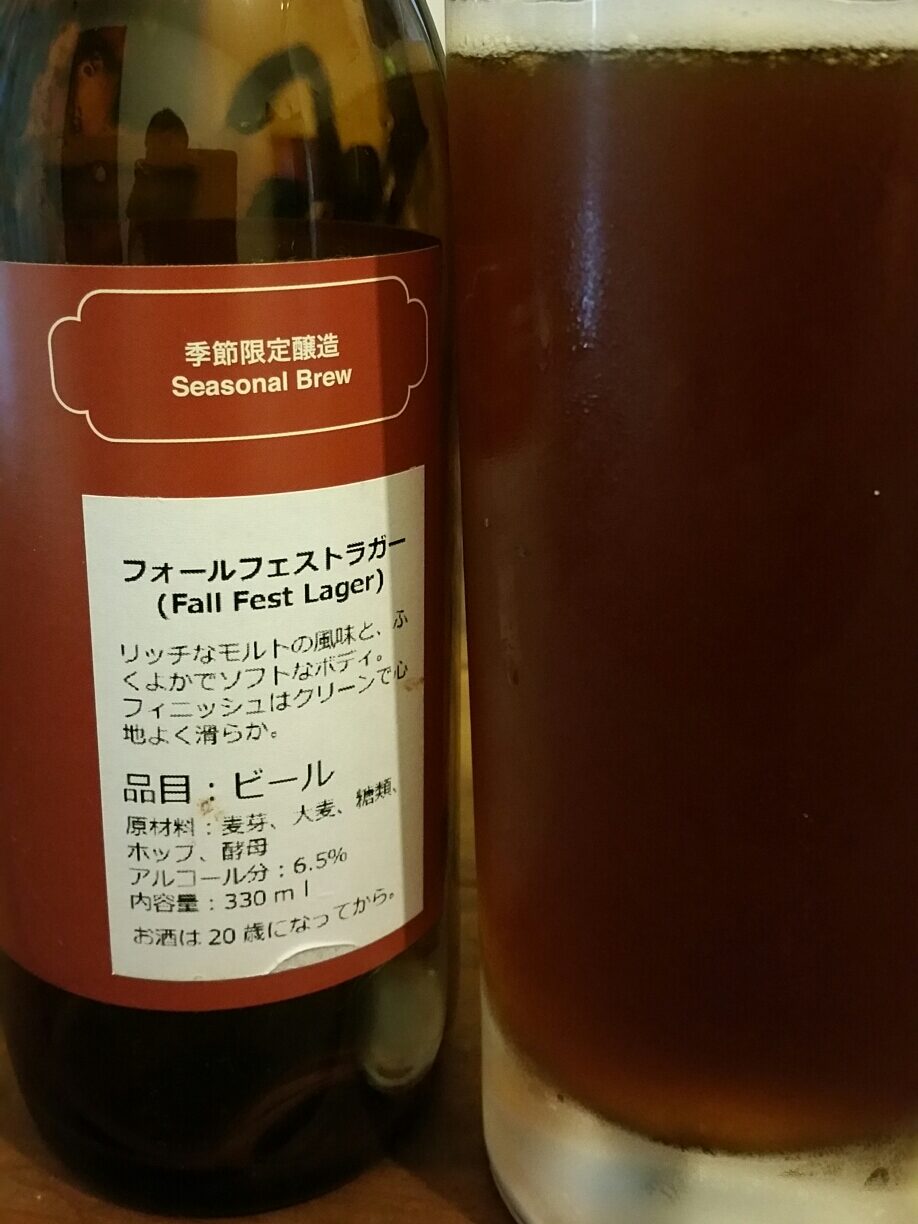 季節限定醸造
Seasonal Brew
フォールフェストラガー
(Fall Fest Lager)
リッチなモルトの風味と、ふ
くよかでソフトなボディ。
フィニッシュはクリーンで心
地よく滑らか。
品目：ビール
原材料：麦芽、大麦、糖類、
ホップ、酵母
アルコール分：6.5%
内容量：330ｍｌ
お酒は 20 歳になってから。